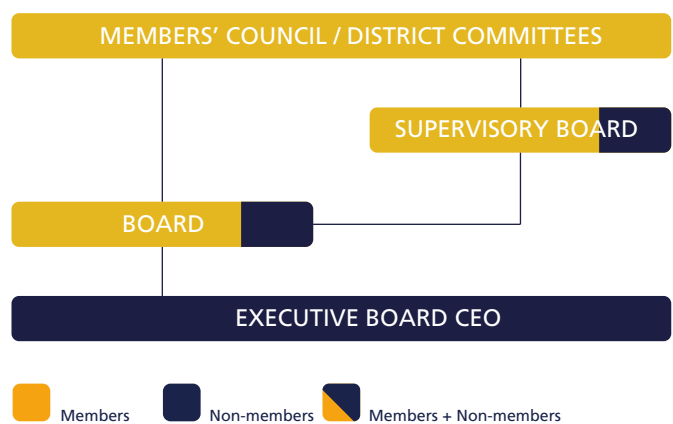 MEMBERS’ COUNCIL / DISTRICT COMMITTEES
SUPERVISORY BOARD
BOARD
EXECUTIVE BOARD CEO
Members
Non-members
Members + Non-members